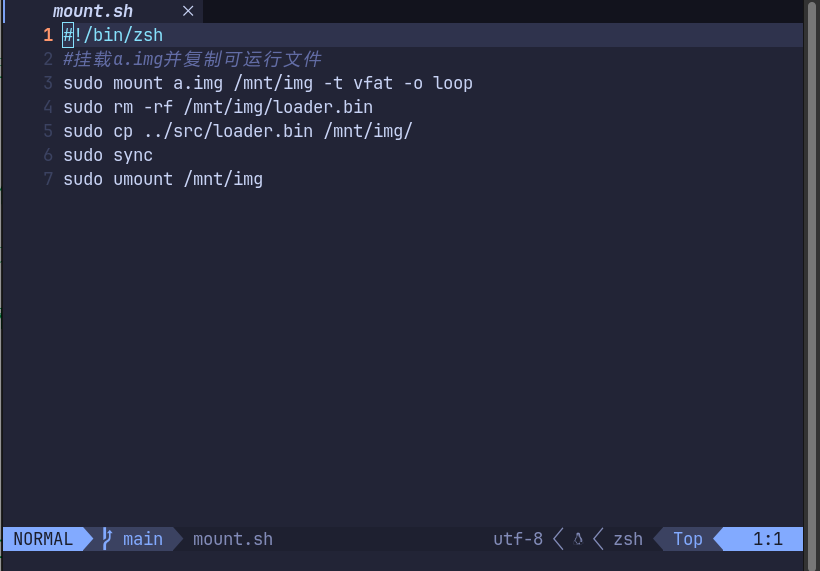 mount.sh ×
1 #!/bin/zsh
2 #挂载a.img并复制可运行文件
3 sudo mount a.img /mnt/img -t vfat -o loop
4 sudo rm -rf /mnt/img/loader.bin
5 sudo cp ../src/loader.bin /mnt/img/
6 sudo sync
7 sudo umount /mnt/img
NORMAL main mount.sh utf-8 zsh Top 1:1